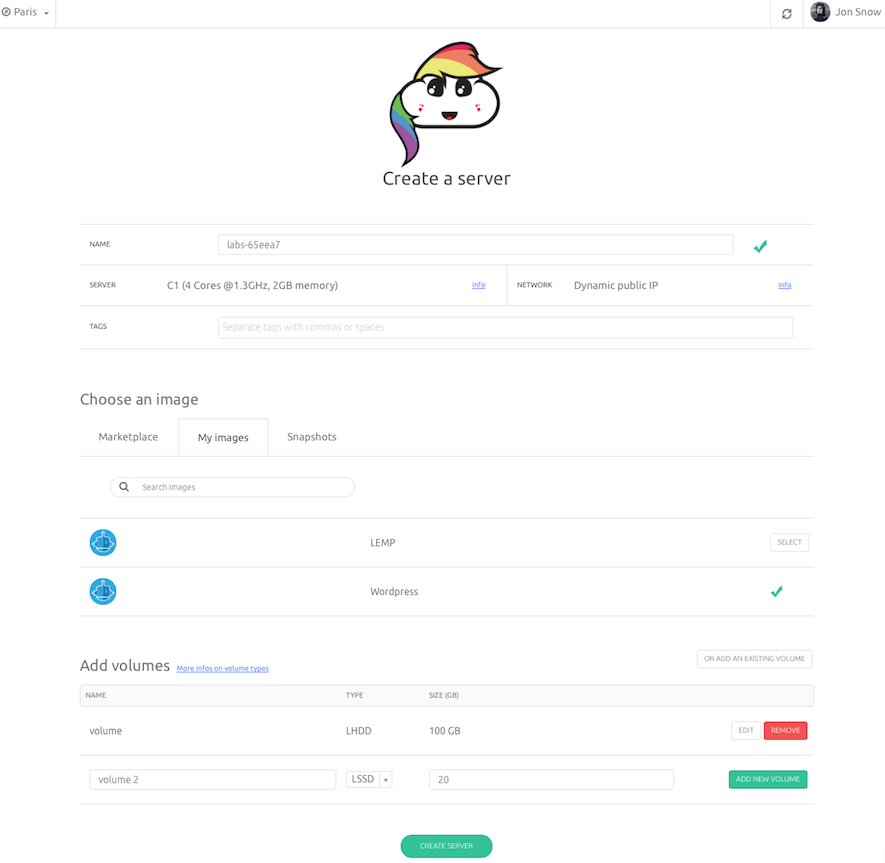 Paris
Jon Snow
Create a server
NAME
labs-65eea7
SERVER
C1 (4 Cores @1.3GHz, 2GB memory)
info
NETWORK
Dynamic public IP
info
TAGS
Separate tags with commas or spaces
Choose an image
Marketplace
My images
Snapshots
Search Images
LEMP
SELECT
Wordpress
Add volumes
More infos on volume types
OR ADD AN EXISTING VOLUME
NAME
TYPE
SIZE (GB)
volume
LHDD
100 GB
EDIT
REMOVE
volume 2
LSSD
20
ADD NEW VOLUME
CREATE SERVER